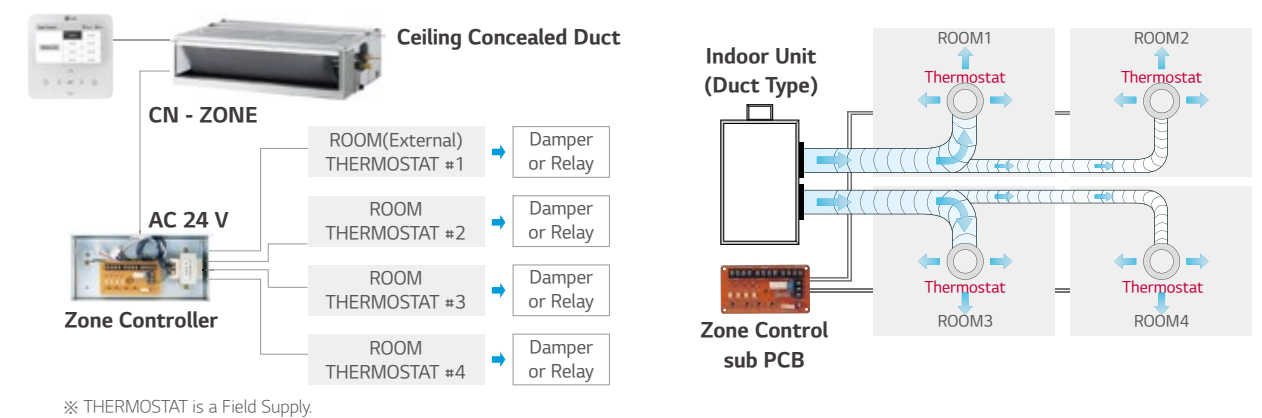 LG
Ceiling Concealed Duct
CN - ZONE
ROOM(External)
THERMOSTAT #1
Damper
or Relay
AC 24 V
ROOM
THERMOSTAT #2
Damper
or Relay
ROOM
THERMOSTAT #3
Damper
or Relay
Zone Controller
ROOM
THERMOSTAT #4
Damper
or Relay
※ THERMOSTAT is a Field Supply.
Indoor Unit
(Duct Type)
ROOM1
Thermostat
ROOM2
Thermostat
Thermostat
ROOM3
Thermostat
ROOM4
Zone Control
sub PCB